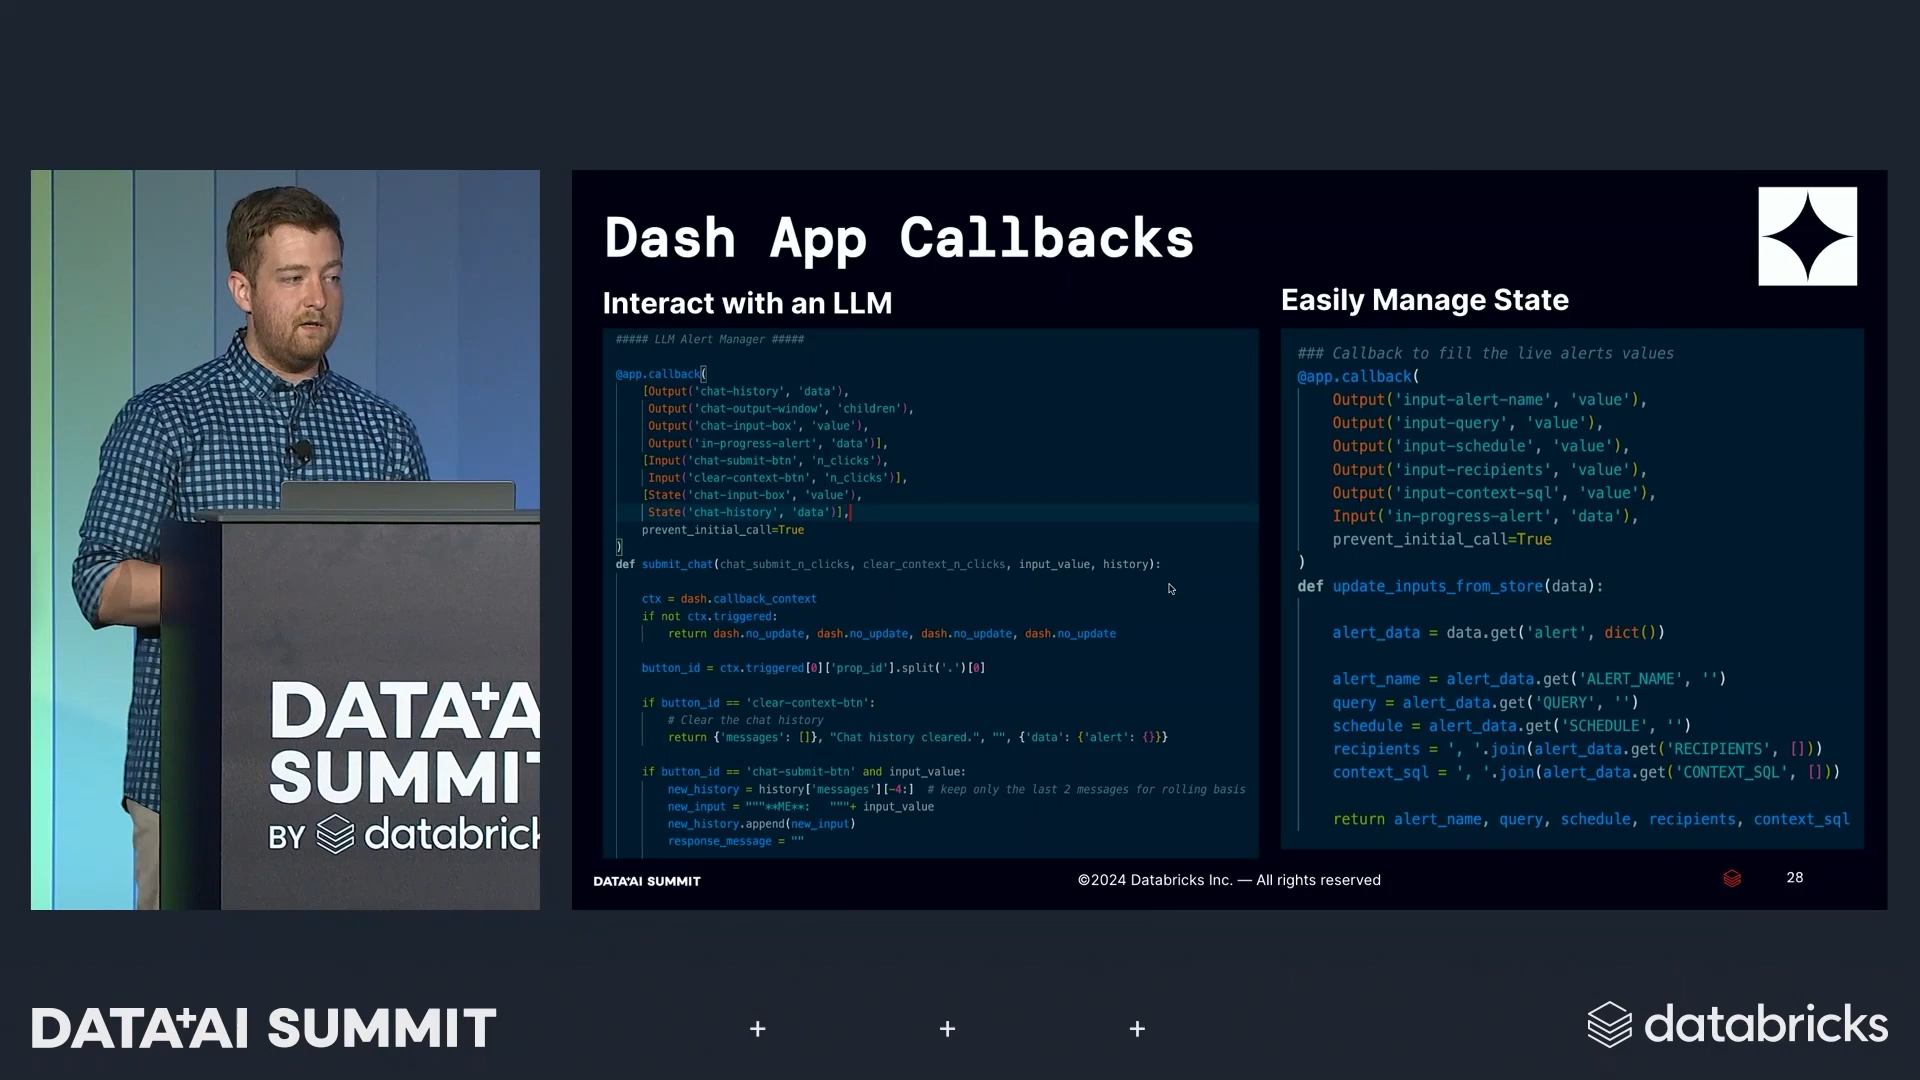 Dash App Callbacks
Interact with an LLM
##### LLM Alert Manager #####
@app.callback(
[Output('chat-history', 'data'),
Output('chat-output-window', 'children'),
Output('chat-input-box', 'value'),
Output('in-progress-alert', 'data')],
[Input('chat-submit-btn', 'n_clicks'),
Input('clear-context-btn', 'n_clicks')],
[State('chat-input-box', 'value'),
State('chat-history', 'data')],
prevent_initial_call=True
)
def submit_chat(chat_submit_n_clicks, clear_context_n_clicks, input_value, history):
ctx = dash.callback_context
if not ctx.triggered:
return dash.no_update, dash.no_update, dash.no_update, dash.no_update
button_id = ctx.triggered[0]['prop_id'].split('.')[0]
if button_id == 'clear-context-btn':
# Clear the chat history
return {'messages': []}, "Chat history cleared.", "", {'data': {'alert': {}}}
if button_id == 'chat-submit-btn' and input_value:
new_history = history['messages'][-4:]  # keep only the last 2 messages for rolling basis
new_input = """**ME**:   """+ input_value
new_history.append(new_input)
response_message = ""
Easily Manage State
### Callback to fill the live alerts values
@app.callback(
Output('input-alert-name', 'value'),
Output('input-query', 'value'),
Output('input-schedule', 'value'),
Output('input-recipients', 'value'),
Output('input-context-sql', 'value'),
Input('in-progress-alert', 'data'),
prevent_initial_call=True
)
def update_inputs_from_store(data):
alert_data = data.get('alert', dict())
alert_name = alert_data.get('ALERT_NAME', '')
query = alert_data.get('QUERY', '')
schedule = alert_data.get('SCHEDULE', '')
recipients = ', '.join(alert_data.get('RECIPIENTS', []))
context_sql = ', '.join(alert_data.get('CONTEXT_SQL', []))
return alert_name, query, schedule, recipients, context_sql
DATA+AI SUMMIT
©2024 Databricks Inc. — All rights reserved
28
DATA+A
SUMMIT
BY databrick
DATA+AI SUMMIT
databricks